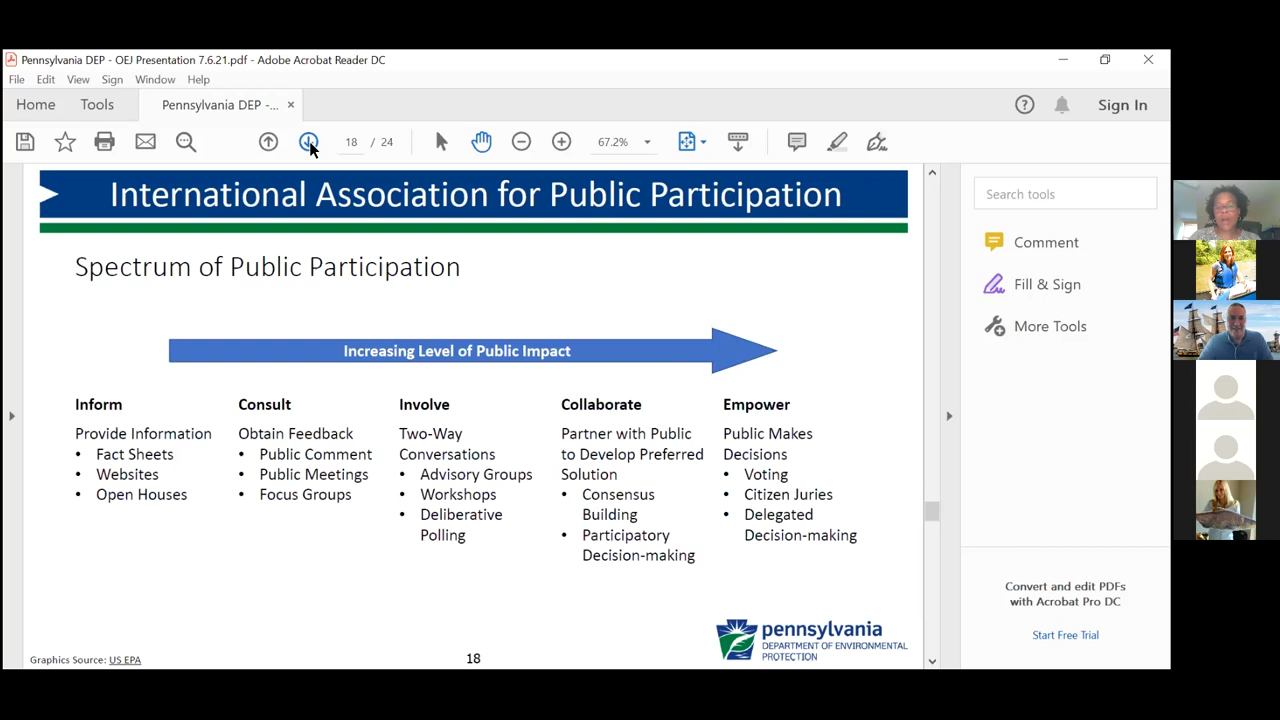 Pennsylvania DEP - OEJ Presentation 7.6.21.pdf - Adobe Acrobat Reader DC
File Edit View Sign Window Help
Home Tools Pennsylvania DEP -... ×
Sign In
18 / 24 67.2%
International Association for Public Participation
Spectrum of Public Participation
Increasing Level of Public Impact
Inform
Provide Information
• Fact Sheets
• Websites
• Open Houses
Consult
Obtain Feedback
• Public Comment
• Public Meetings
• Focus Groups
Involve
Two-Way
Conversations
• Advisory Groups
• Workshops
• Deliberative
Polling
Collaborate
Partner with Public
to Develop Preferred
Solution
• Consensus
Building
• Participatory
Decision-making
Empower
Public Makes
Decisions
• Voting
• Citizen Juries
• Delegated
Decision-making
pennsylvania
DEPARTMENT OF ENVIRONMENTAL
PROTECTION
Graphics Source: US EPA
18
Search tools
Comment
Fill & Sign
More Tools
Convert and edit PDFs
with Acrobat Pro DC
Start Free Trial